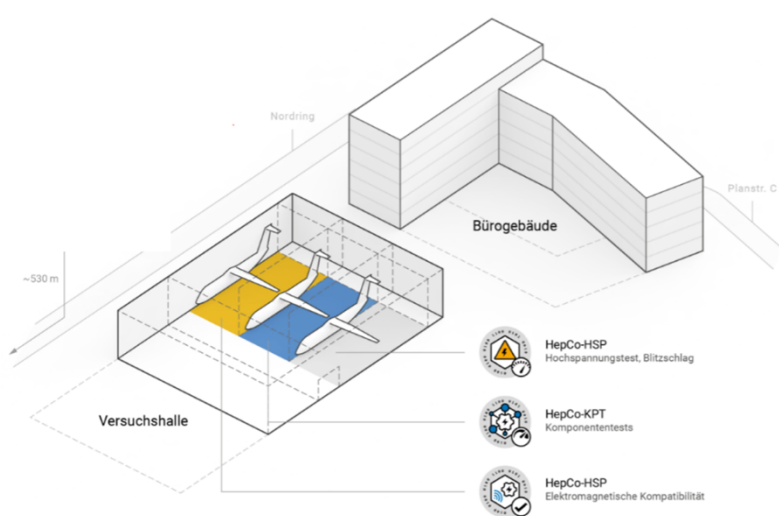 Nordring
Planstr. C
Bürogebäude
~530 m
HepCo-HSP
Hochspannungstest, Blitzschlag
Versuchshalle
HepCo-KPT
Komponententests
HepCo-HSP
Elektromagnetische Kompatibilität